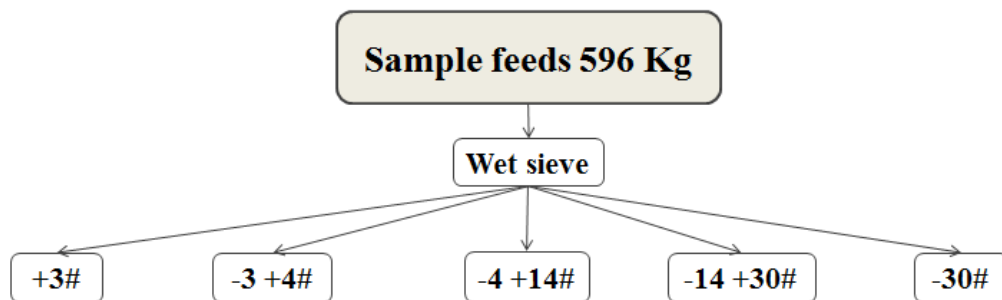 Sample feeds 596 Kg
Wet sieve
+3#
-3 +4#
-4 +14#
-14 +30#
-30#